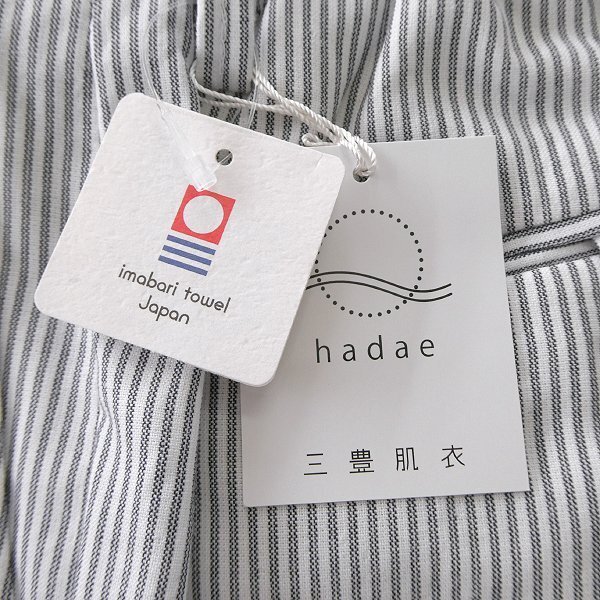 imabari towel
Japan
hadae
三豊肌衣